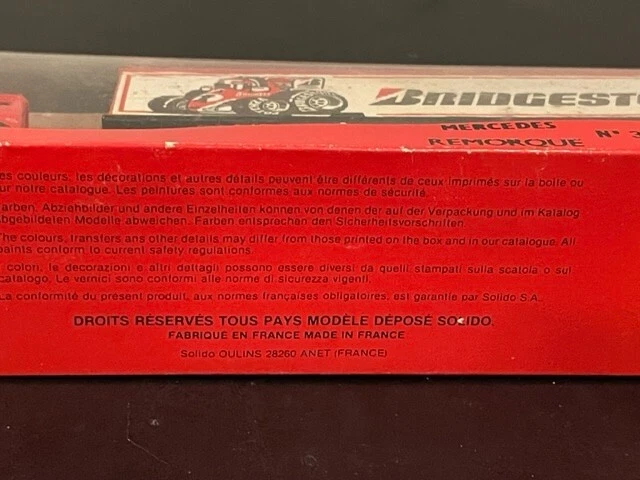 BRIDGESTO
MERCEDES N° 3
REMORQUE
es couleurs, les décorations et autres détails peuvent être différents de ceux imprimés sur la boîte ou
ur notre catalogue. Les peintures sont conformes aux normes de sécurité.
arben, Abziehbilder und andere Einzelheiten können von denen der auf der Verpackung und im Katalog
bgebildeten Modelle abweichen. Farben entsprechen den Sicherheitsvorschriften.
The colours, transfers ans other details may differ from those printed on the box and in our catalogue. All
paints conform to current safety regulations.
colori, le decorazioni e altri dettagli possono essere diversi da quelli stampati sulla scatola o sul
catalogo. Le vernici sono conformi alle norme di sicurezza vigenti.
La conformité du present produit, aux normes françaises obligatoires, est garantie par Solido S.A.
DROITS RÉSERVÉS TOUS PAYS MODÈLE DÉPOSÉ SOLIDO.
FABRIQUÉ EN FRANCE MADE IN FRANCE
Solido OULINS 28260 ANET (FRANCE)